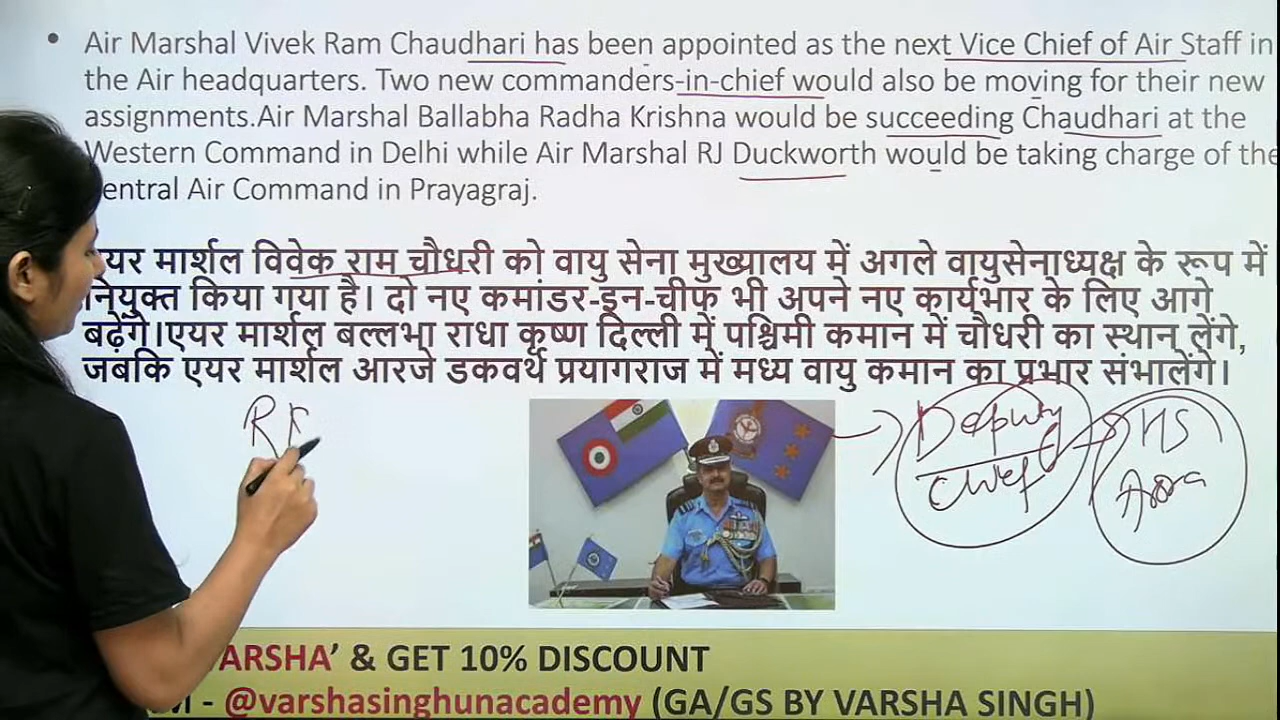 • Air Marshal Vivek Ram Chaudhari has been appointed as the next Vice Chief of Air Staff in
the Air headquarters. Two new commanders-in-chief would also be moving for their new
assignments.Air Marshal Ballabha Radha Krishna would be succeeding Chaudhari at the
Western Command in Delhi while Air Marshal RJ Duckworth would be taking charge of the
entral Air Command in Prayagraj.
एयर मार्शल विवेक राम चौधरी को वायु सेना मुख्यालय में अगले वायुसेनाध्यक्ष के रूप में
नियुक्त किया गया है। दो नए कमांडर-इन-चीफ भी अपने नए कार्यभार के लिए आगे
बढ़ेंगे।एयर मार्शल बल्लभा राधा कृष्ण दिल्ली में पश्चिमी कमान में चौधरी का स्थान लेंगे,
जबकि एयर मार्शल आरजे डकवर्थ प्रयागराज में मध्य वायु कमान का प्रभार संभालेंगे।
R
Deputy
Chief
HS
Arora
ARSHA’ & GET 10% DISCOUNT
M - @varshasinghunacademy (GA/GS BY VARSHA SINGH)